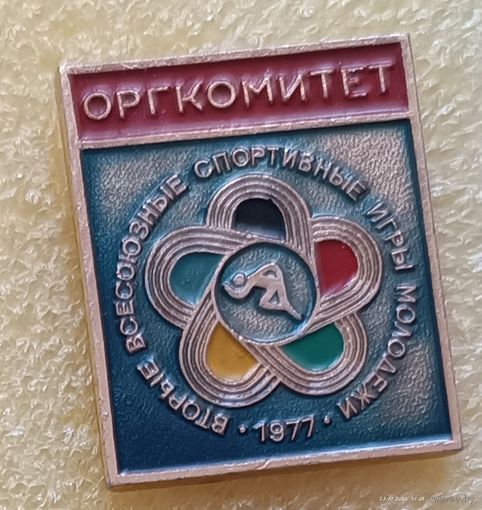 ОРГКОМИТЕТ
ВТОРЫЕ ВСЕСОЮЗНЫЕ СПОРТИВНЫЕ ИГРЫ МОЛОДЕЖИ
· 1977 ·